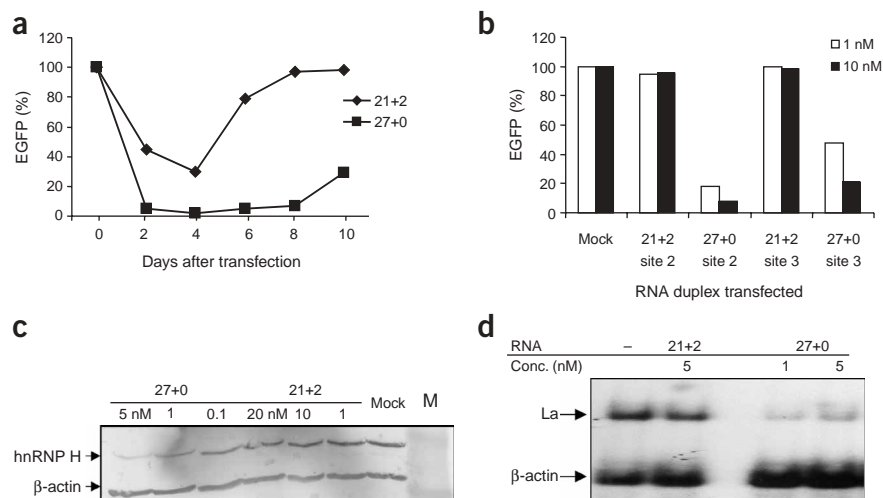 a
120
100
80
60
40
20
0
EGFP (%)
0 2 4 6 8 10
Days after transfection
21+2
27+0
b
120
100
80
60
40
20
0
EGFP (%)
1 nM
10 nM
Mock 21+2 27+0 21+2 27+0
site 2 site 2 site 3 site 3
RNA duplex transfected
c
27+0 21+2 Mock M
5 nM 1 0.1 20 nM 10 1
hnRNP H
β-actin
d
RNA – 21+2 27+0
Conc. (nM) 5 1 5
La
β-actin